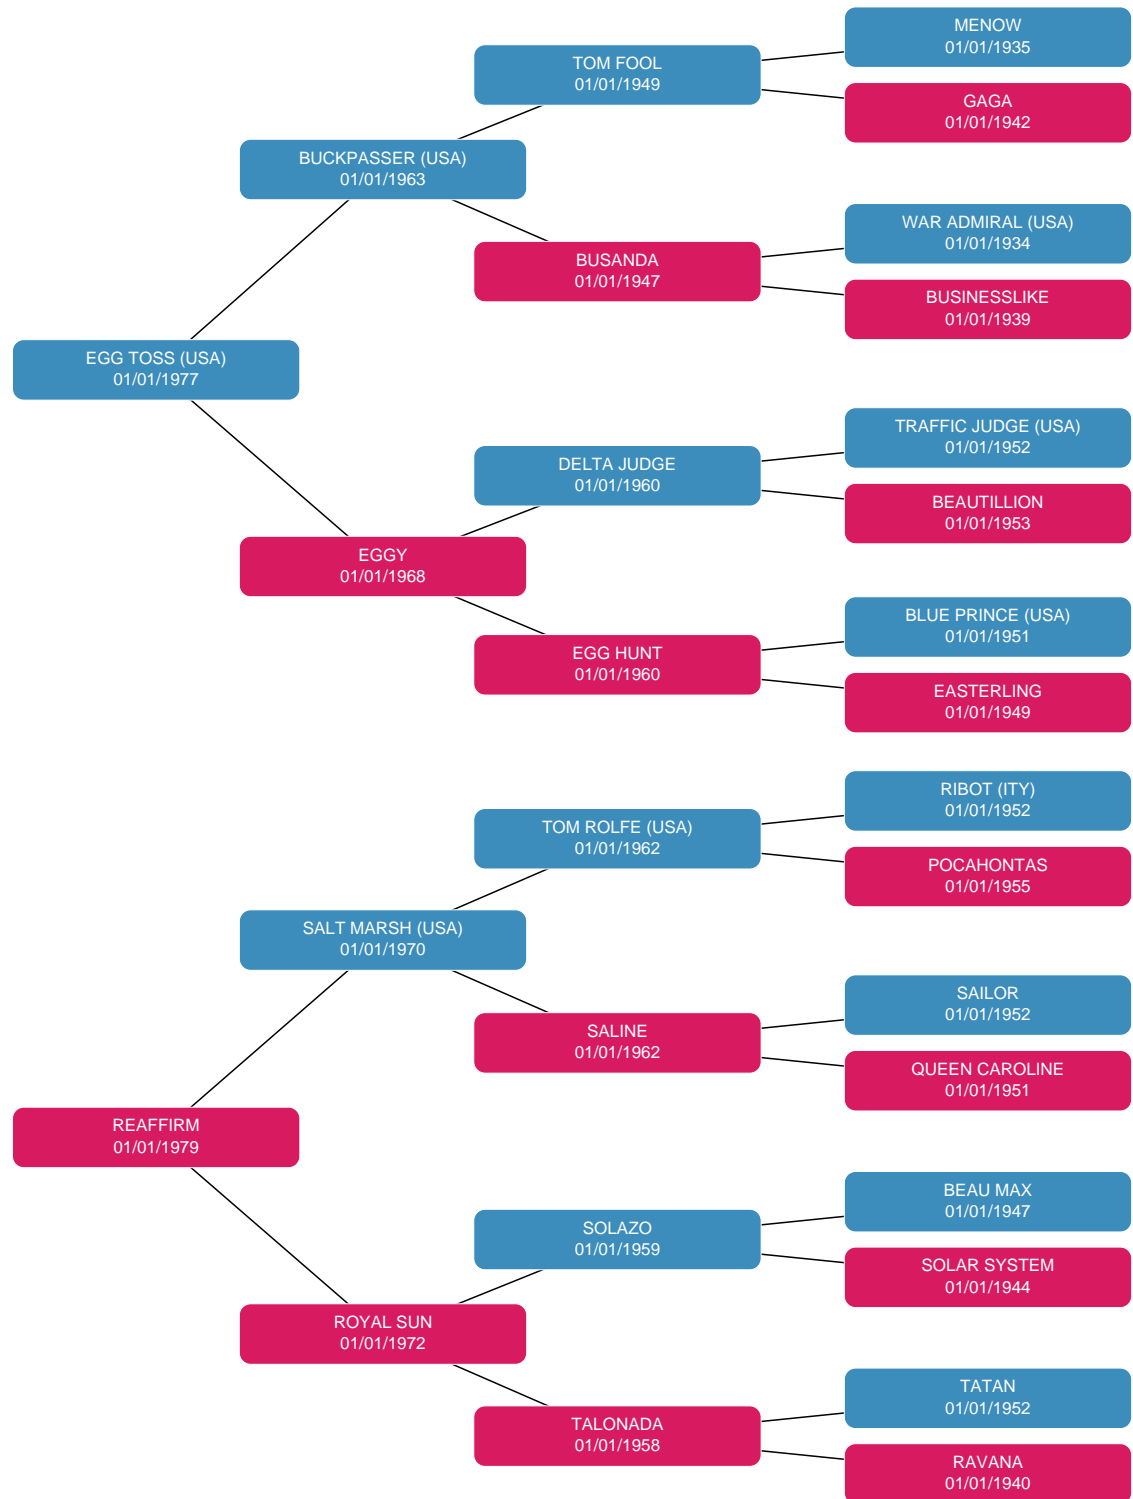 MENOW
01/01/1935
TOM FOOL
01/01/1949
GAGA
01/01/1942
BUCKPASSER (USA)
01/01/1963
WAR ADMIRAL (USA)
01/01/1934
BUSANDA
01/01/1947
BUSINESSLIKE
01/01/1939
EGG TOSS (USA)
01/01/1977
TRAFFIC JUDGE (USA)
01/01/1952
DELTA JUDGE
01/01/1960
BEAUTILLION
01/01/1953
EGGY
01/01/1968
BLUE PRINCE (USA)
01/01/1951
EGG HUNT
01/01/1960
EASTERLING
01/01/1949
RIBOT (ITY)
01/01/1952
TOM ROLFE (USA)
01/01/1962
POCAHONTAS
01/01/1955
SALT MARSH (USA)
01/01/1970
SAILOR
01/01/1952
SALINE
01/01/1962
QUEEN CAROLINE
01/01/1951
REAFFIRM
01/01/1979
BEAU MAX
01/01/1947
SOLAZO
01/01/1959
SOLAR SYSTEM
01/01/1944
ROYAL SUN
01/01/1972
TATAN
01/01/1952
TALONADA
01/01/1958
RAVANA
01/01/1940